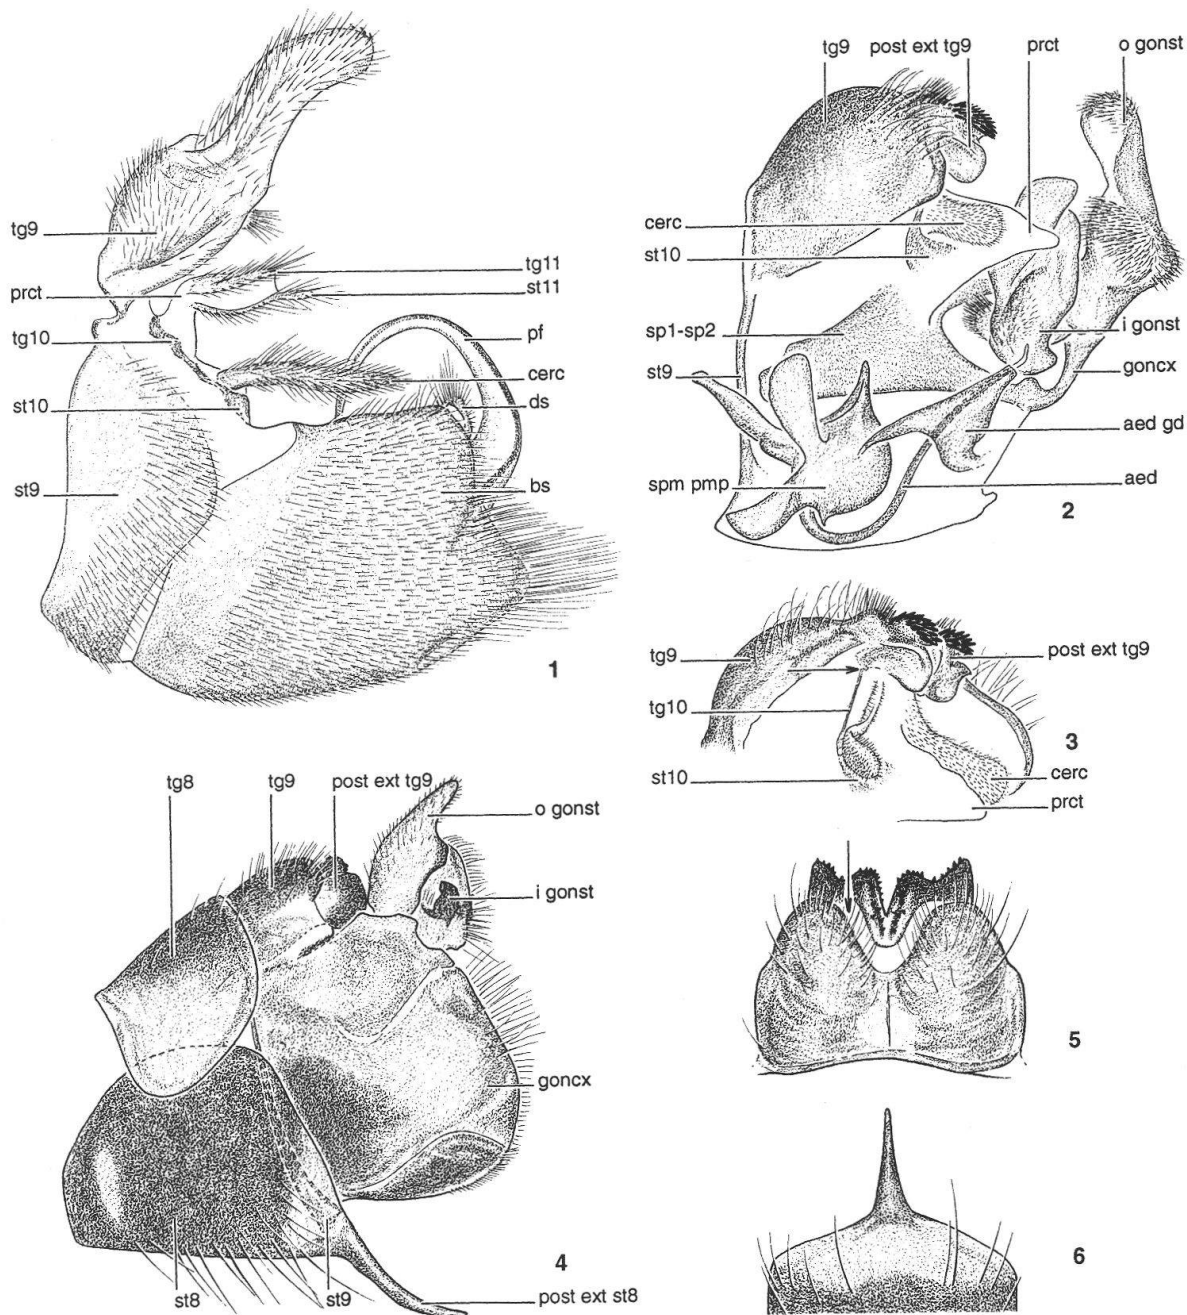 tg9
prct
tg10
st10
st9
tg11
st11
pf
cerc
ds
bs
1
tg9 post ext tg9 prct o gonst
cerc
st10
sp1-sp2
st9
spm pmp
i gonst
goncx
aed gd
aed
2
tg9
tg10
st10
post ext tg9
3
cerc
prct
tg8 tg9 post ext tg9
o gonst
i gonst
goncx
4
st8 st9 post ext st8
5
6